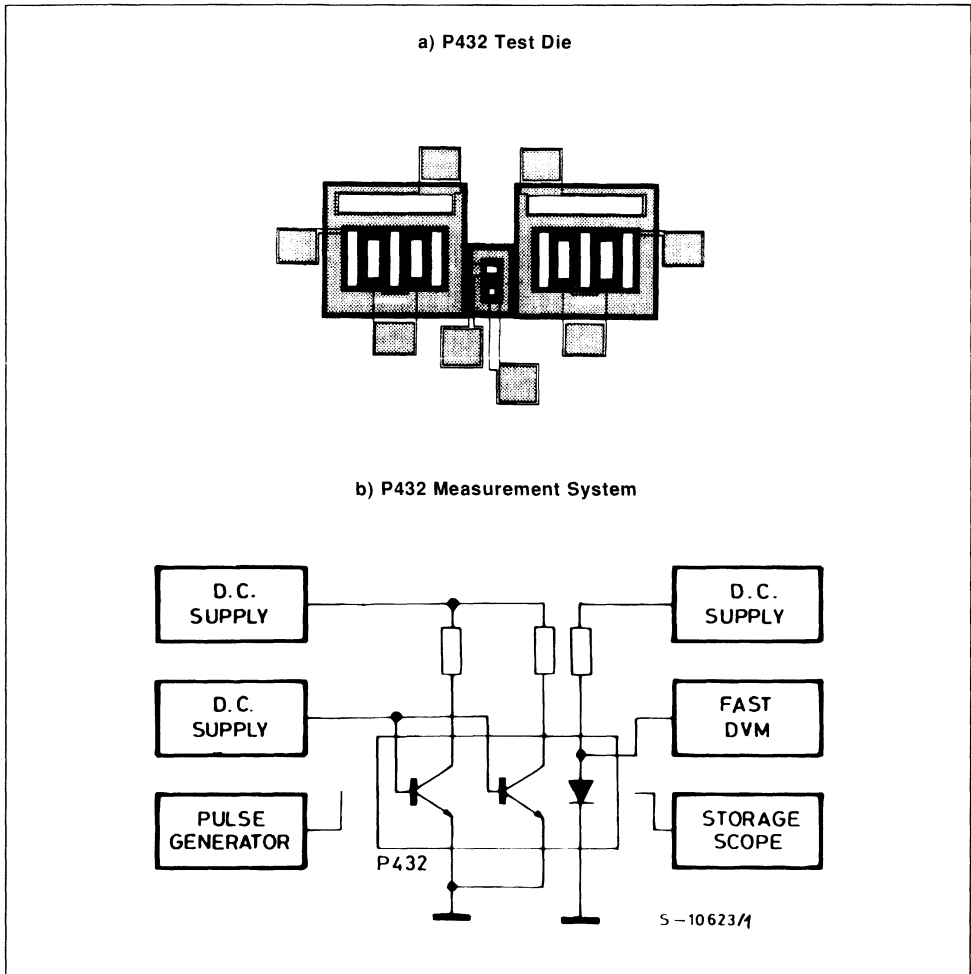 a) P432 Test Die
b) P432 Measurement System
D.C.
SUPPLY
D.C.
SUPPLY
D.C.
SUPPLY
FAST
DVM
PULSE
GENERATOR
STORAGE
SCOPE
P432
S-10623/1